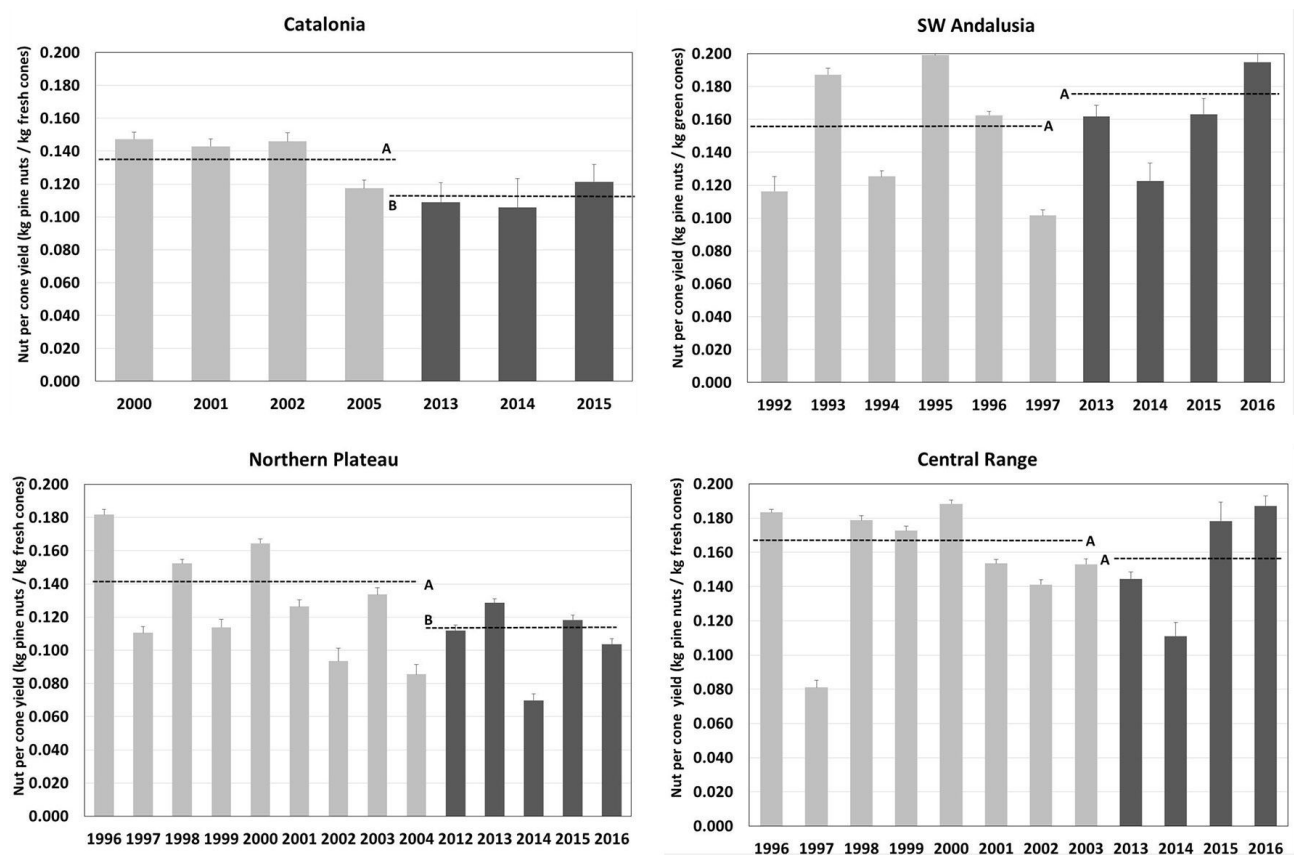 Catalonia
Nut per cone yield (kg pine nuts / kg fresh cones)
0.200
0.180
0.160
0.140
0.120
0.100
0.080
0.060
0.040
0.020
0.000
A
B
2000 2001 2002 2005 2013 2014 2015
SW Andalusia
Nut per cone yield (kg pine nuts / kg green cones)
0.200
0.180
0.160
0.140
0.120
0.100
0.080
0.060
0.040
0.020
0.000
A
A
1992 1993 1994 1995 1996 1997 2013 2014 2015 2016
Northern Plateau
Nut per cone yield (kg pine nuts / kg fresh cones)
0.200
0.180
0.160
0.140
0.120
0.100
0.080
0.060
0.040
0.020
0.000
A
B
1996 1997 1998 1999 2000 2001 2002 2003 2004 2012 2013 2014 2015 2016
Central Range
Nut per cone yield (kg pine nuts / kg fresh cones)
0.200
0.180
0.160
0.140
0.120
0.100
0.080
0.060
0.040
0.020
0.000
A
A
1996 1997 1998 1999 2000 2001 2002 2003 2013 2014 2015 2016